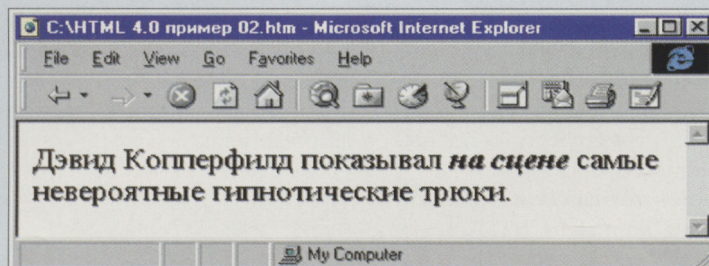 C:\HTML 4.0 пример 02.htm - Microsoft Internet Explorer
File Edit View Go Favorites Help
Дэвид Копперфилд показывал на сцене самые
невероятные гипнотические трюки.
My Computer